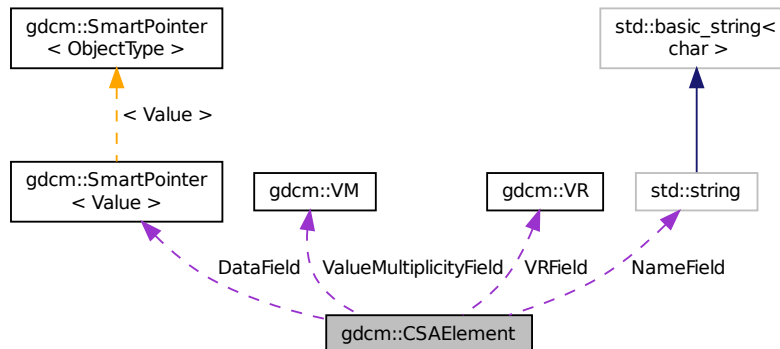 gdcm::SmartPointer
< ObjectType >
std::basic_string<
char >
< Value >
gdcm::SmartPointer
< Value >
gdcm::VM
gdcm::VR
std::string
DataField
ValueMultiplicityField
VRField
NameField
gdcm::CSAElement